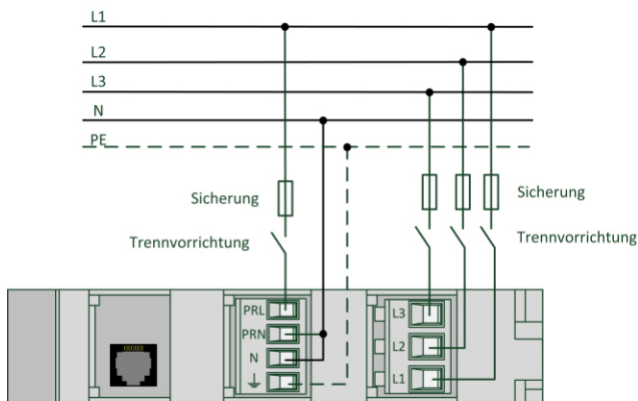 L1
L2
L3
N
PE
Sicherung
Sicherung
Trennvorrichtung
Trennvorrichtung
PRL
PRN
N
L3
L2
L1